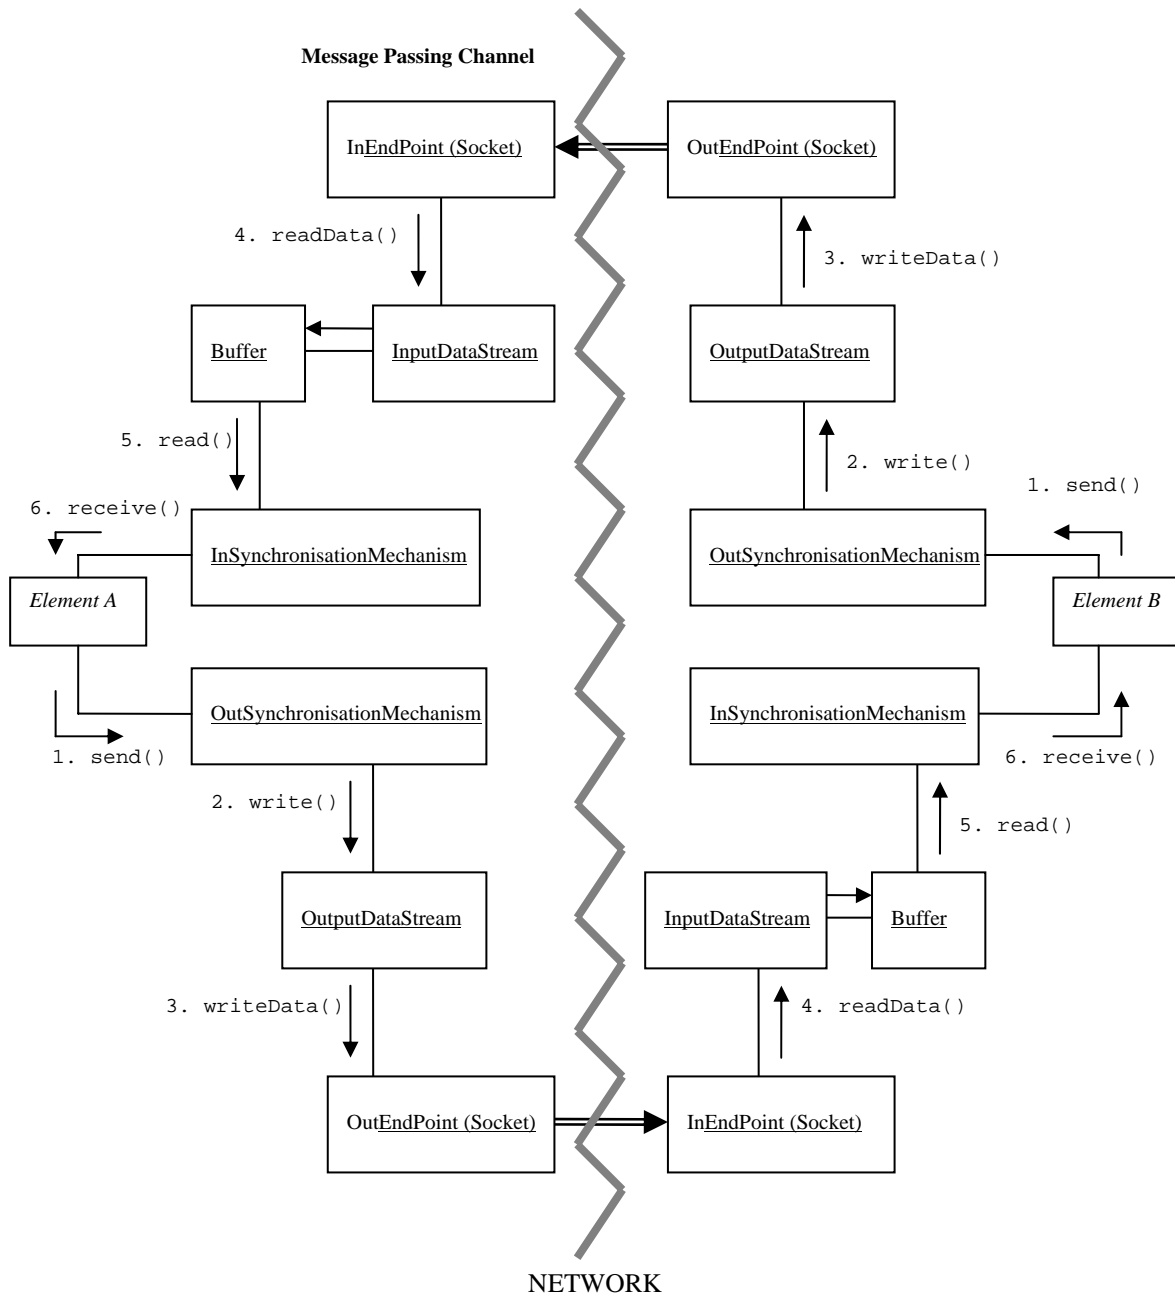 Message Passing Channel
InEndPoint (Socket)
OutEndPoint (Socket)
4. readData()
3. writeData()
Buffer
InputDataStream
OutputDataStream
5. read()
2. write()
1. send()
6. receive()
InSynchronisationMechanism
OutSynchronisationMechanism
Element A
Element B
OutSynchronisationMechanism
InSynchronisationMechanism
1. send()
6. receive()
2. write()
5. read()
OutputDataStream
InputDataStream
Buffer
3. writeData()
4. readData()
OutEndPoint (Socket)
InEndPoint (Socket)
NETWORK